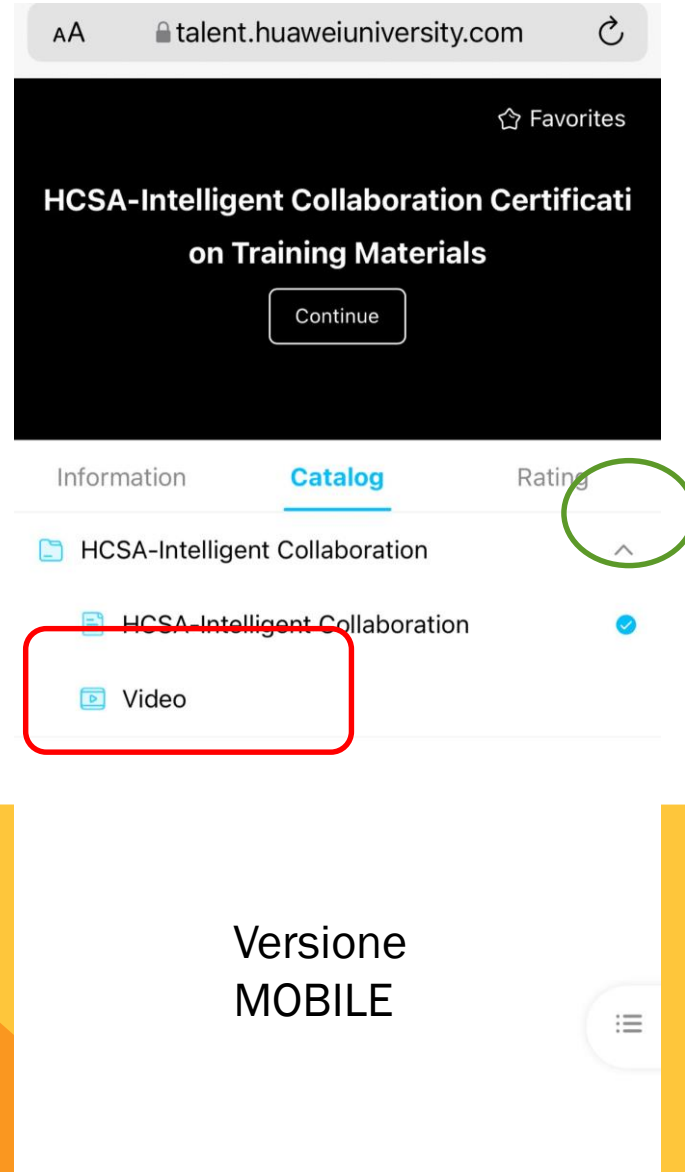 AA talent.huaweiuniversity.com
Favorites
HCSA-Intelligent Collaboration Certificati
on Training Materials
Continue
Information Catalog Rating
HCSA-Intelligent Collaboration
HCSA-Intelligent Collaboration
Video
Versione
MOBILE